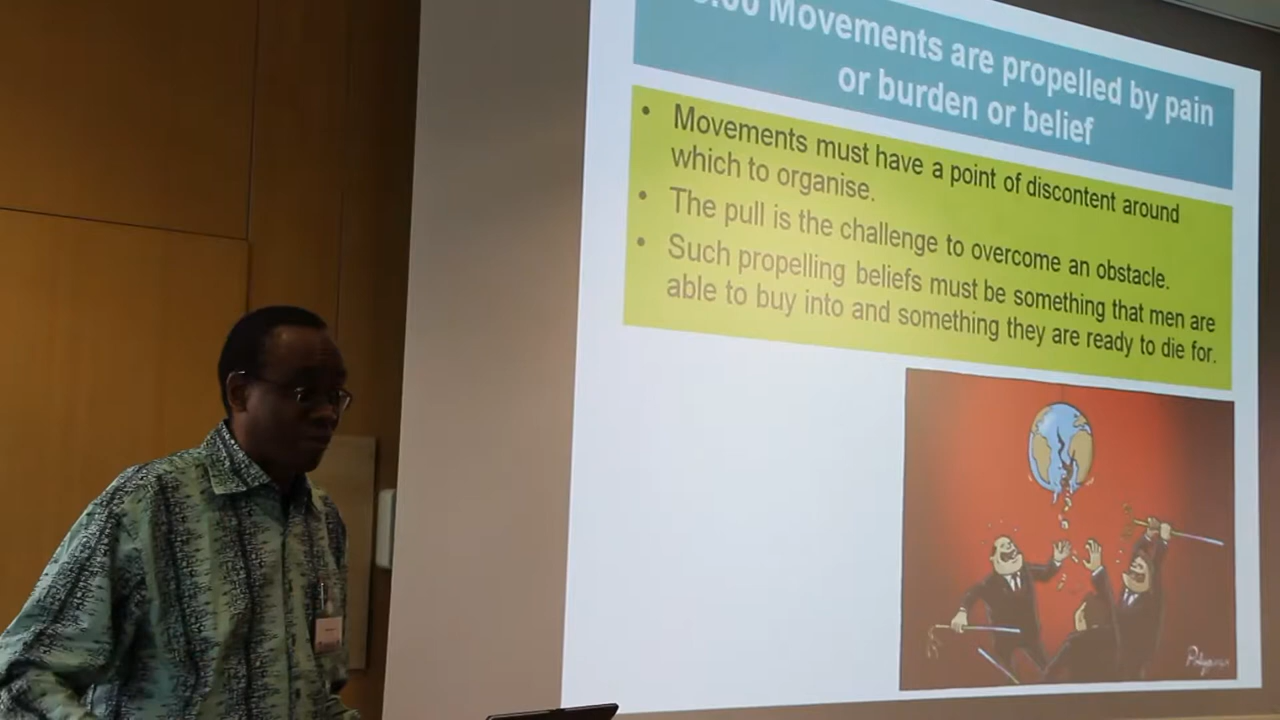 Movements are propelled by pain
or burden or belief
• Movements must have a point of discontent around
which to organise.
• The pull is the challenge to overcome an obstacle.
• Such propelling beliefs must be something that men are
able to buy into and something they are ready to die for.